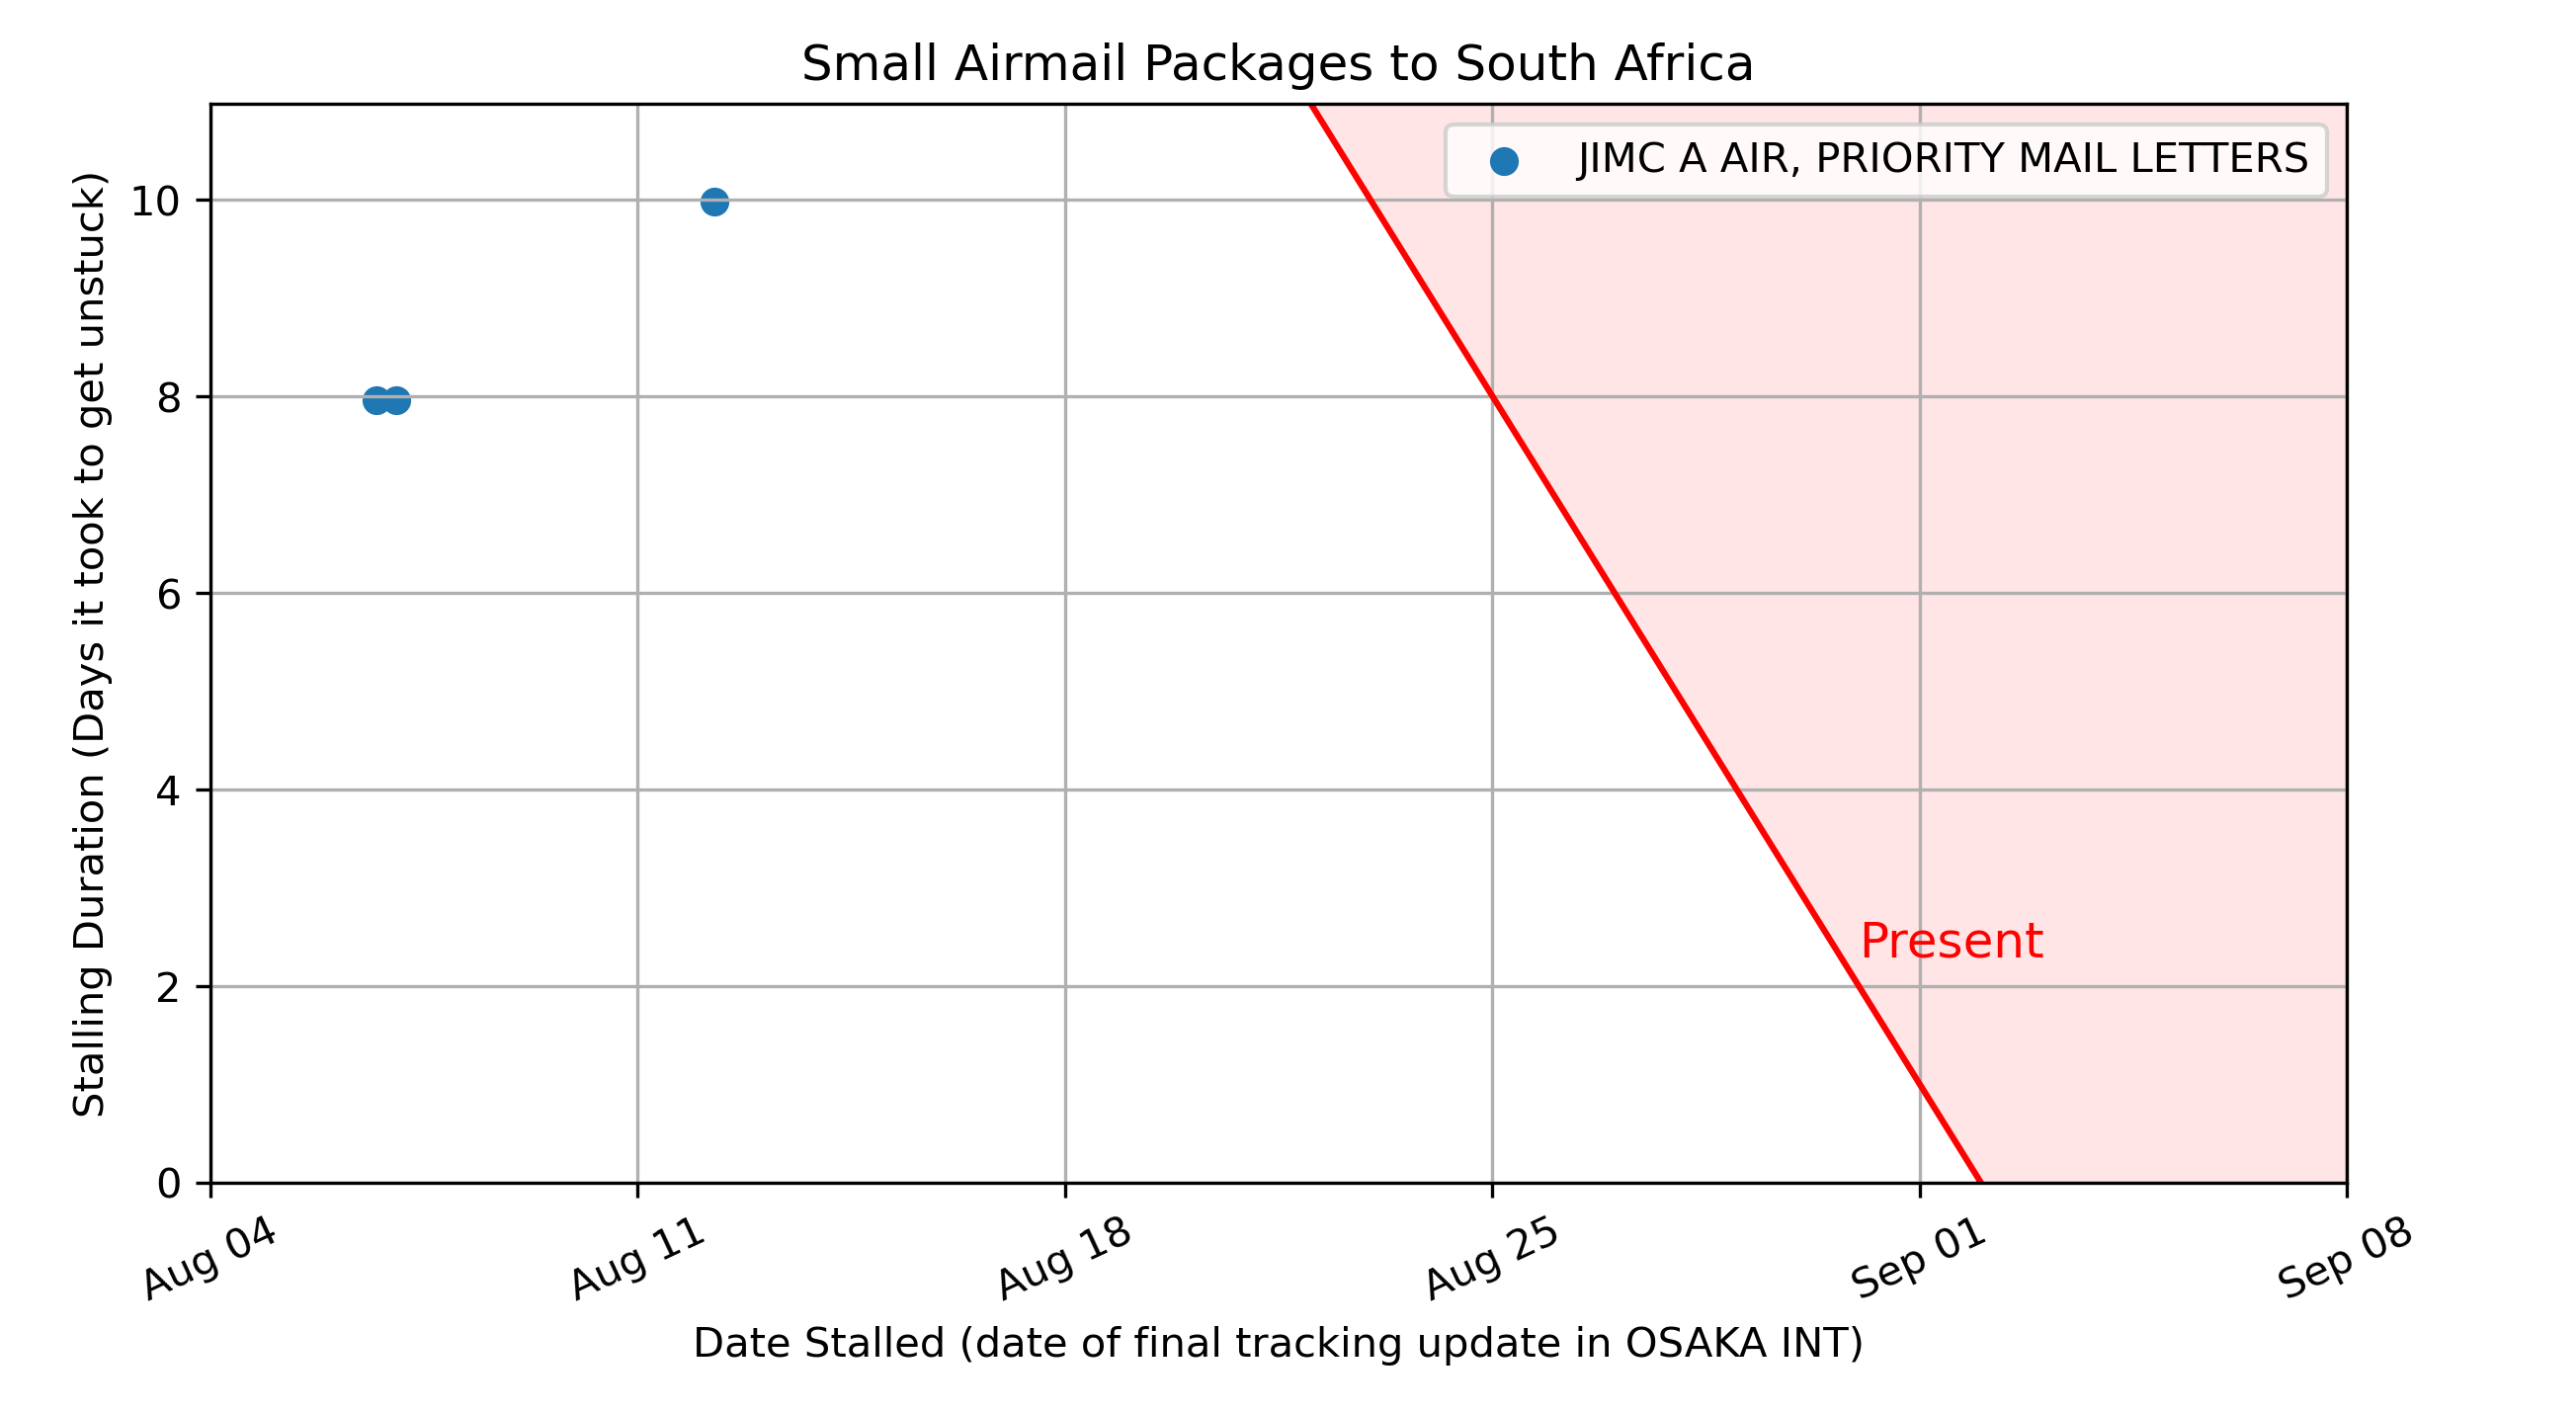 Small Airmail Packages to South Africa
JIMC A AIR, PRIORITY MAIL LETTERS
Stalling Duration (Days it took to get unstuck)
10
8
6
4
2
0
Present
Aug 04
Aug 11
Aug 18
Aug 25
Sep 01
Sep 08
Date Stalled (date of final tracking update in OSAKA INT)